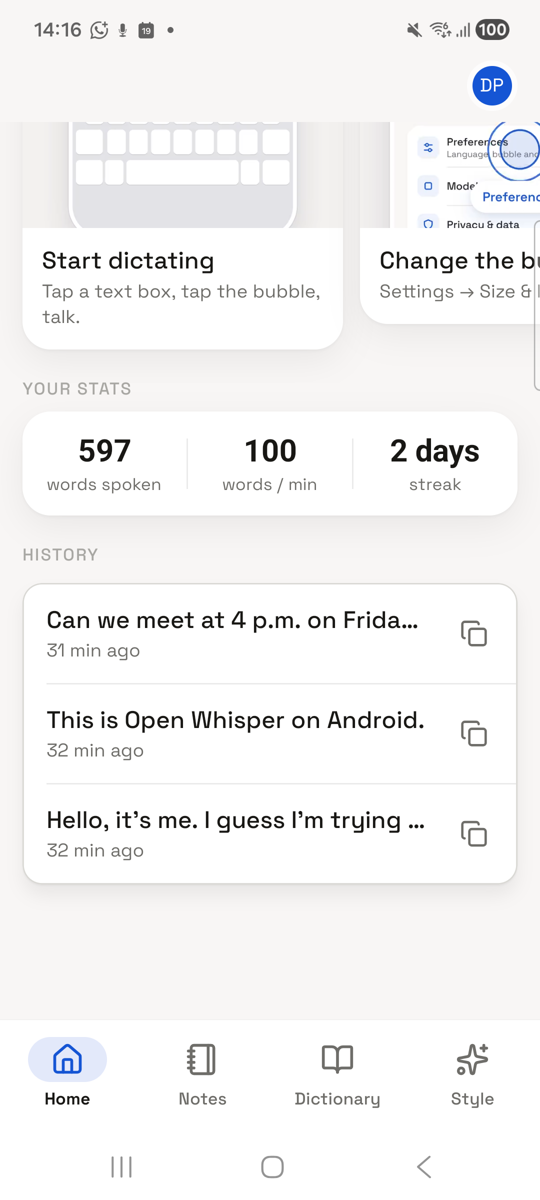 14:16
19
100
DP
Preferences
Privacy & data
Preferenc
Start dictating
Tap a text box, tap the bubble,
talk.
Change the b
Settings → Size &
YOUR STATS
597
words spoken
100
words / min
2 days
streak
HISTORY
Can we meet at 4 p.m. on Frida...
31 min ago
This is Open Whisper on Android.
32 min ago
Hello, it's me. I guess I'm trying ...
32 min ago
Home
Notes
Dictionary
Style